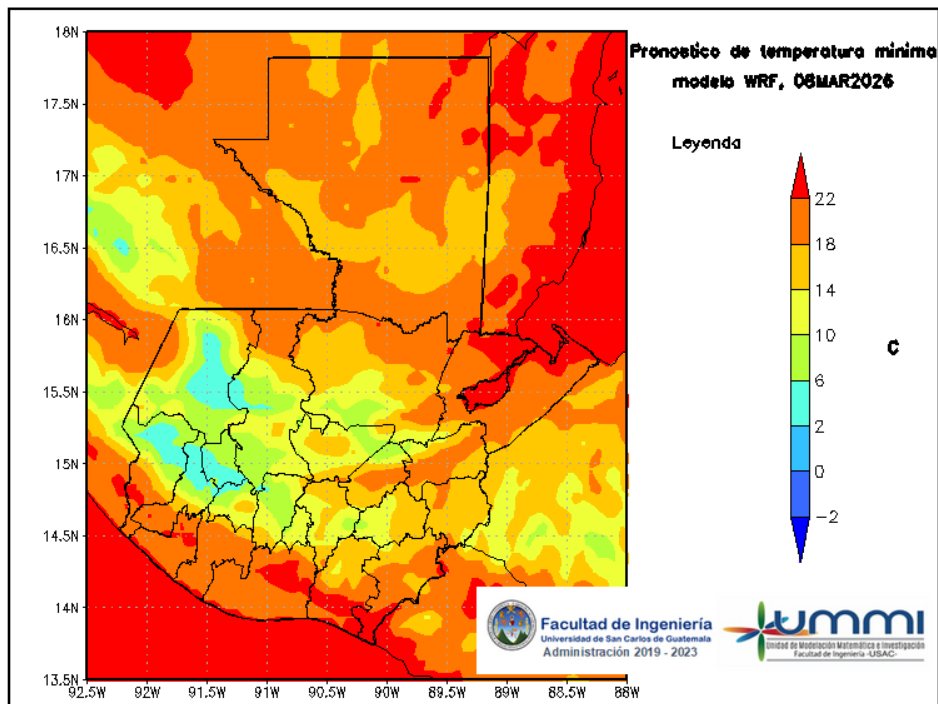 Pronostico de temperatura minima
modelo WRF, 08MAR2026
Leyenda
22
18
14
10
6
2
0
-2
C
18N
17.5N
17N
16.5N
16N
15.5N
15N
14.5N
14N
13.5N
92.5W 92W 91.5W 91W 90.5W 90W 89.5W 89W 88.5W 88W
Facultad de Ingeniería
Universidad de San Carlos de Guatemala
Administración 2019 - 2023
UMMI
Unidad de Modelación Matemática e Investigación
Facultad de Ingeniería -USAC-